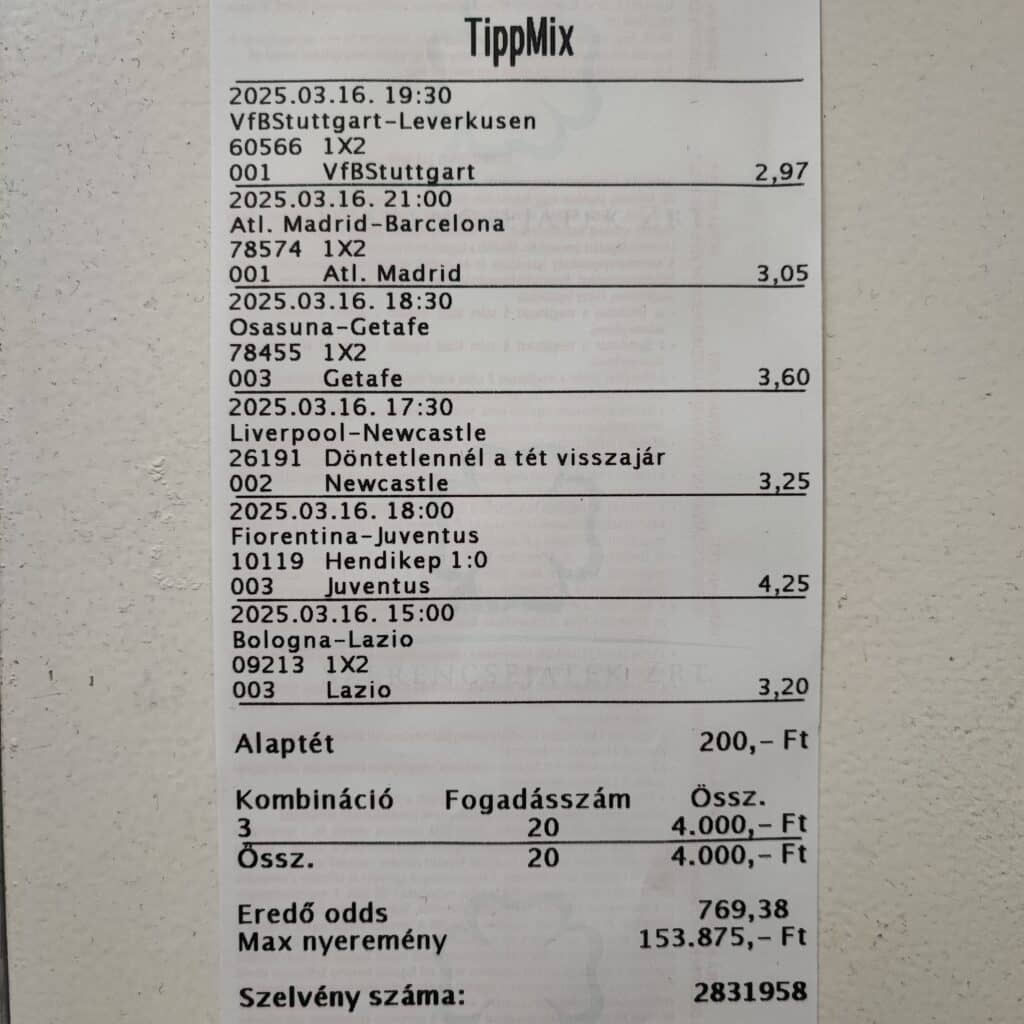 TippMix
2025.03.16. 19:30
VfBStuttgart-Leverkusen
60566 1X2
001 VfBStuttgart 2,97
2025.03.16. 21:00
Atl. Madrid-Barcelona
78574 1X2
001 Atl. Madrid 3,05
2025.03.16. 18:30
Osasuna-Getafe
78455 1X2
003 Getafe 3,60
2025.03.16. 17:30
Liverpool-Newcastle
26191 Döntetlennél a tét visszajár
002 Newcastle 3,25
2025.03.16. 18:00
Fiorentina-Juventus
10119 Hendikep 1:0
003 Juventus 4,25
2025.03.16. 15:00
Bologna-Lazio
09213 1X2
003 Lazio 3,20
Alaptét 200,- Ft
Kombináció Fogadásszám Össz.
3 20 4.000,- Ft
Össz. 20 4.000,- Ft
Eredő odds 769,38
Max nyeremény 153.875,- Ft
Szelvény száma: 2831958